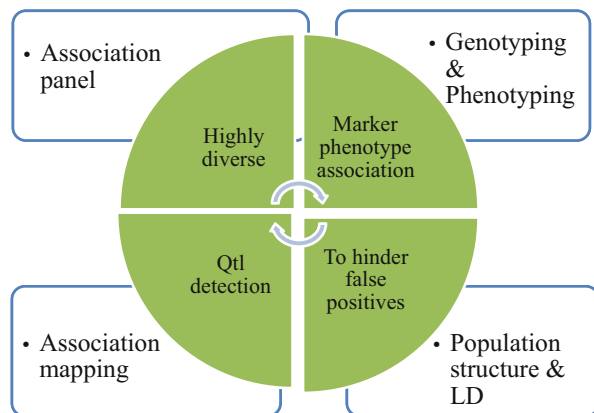 • Association
panel
• Genotyping
&
Phenotyping
Highly
diverse
Marker
phenotype
association
Qtl
detection
To hinder
false
positives
• Association
mapping
• Population
structure &
LD